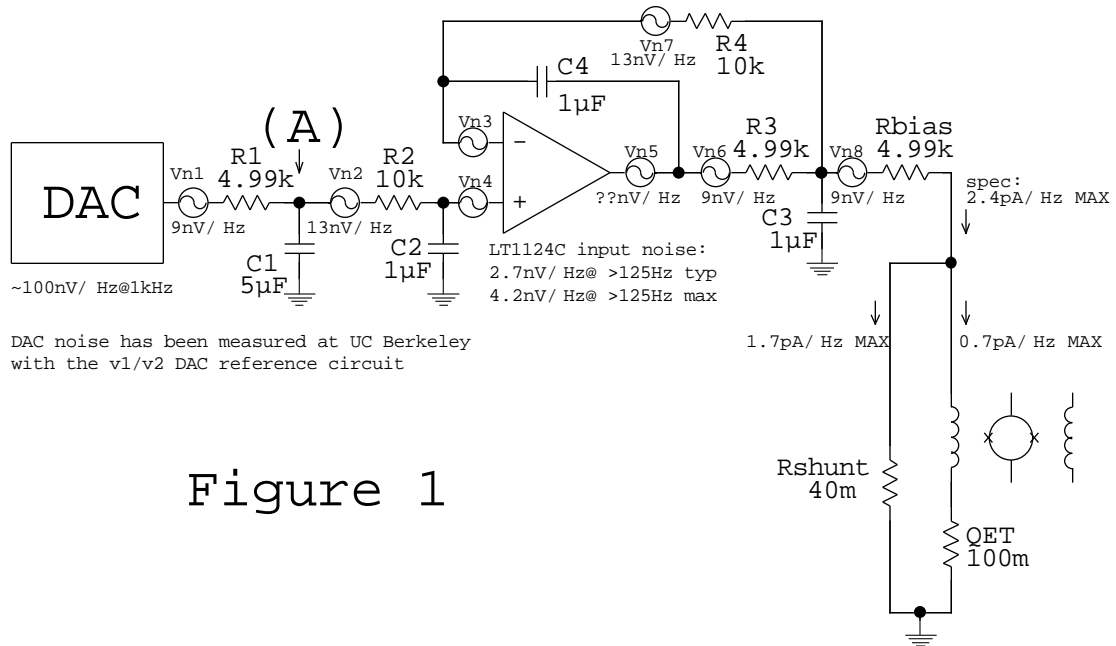 Vn7
13nV/ Hz
R4
10k
C4
1µF
(A)
Vn3
DAC
Vn1
R1
4.99k
9nV/ Hz
Vn2
R2
10k
13nV/ Hz
Vn4
−
+
Vn5
??nV/ Hz
Vn6
R3
4.99k
9nV/ Hz
Vn8
Rbias
4.99k
9nV/ Hz
spec:
2.4pA/ Hz MAX
C1
5µF
C2
1µF
C3
1µF
LT1124C input noise:
2.7nV/ Hz@ >125Hz typ
4.2nV/ Hz@ >125Hz max
~100nV/ Hz@1kHz
DAC noise has been measured at UC Berkeley
with the v1/v2 DAC reference circuit
1.7pA/ Hz MAX
0.7pA/ Hz MAX
Rshunt
40m
QET
100m
Figure 1